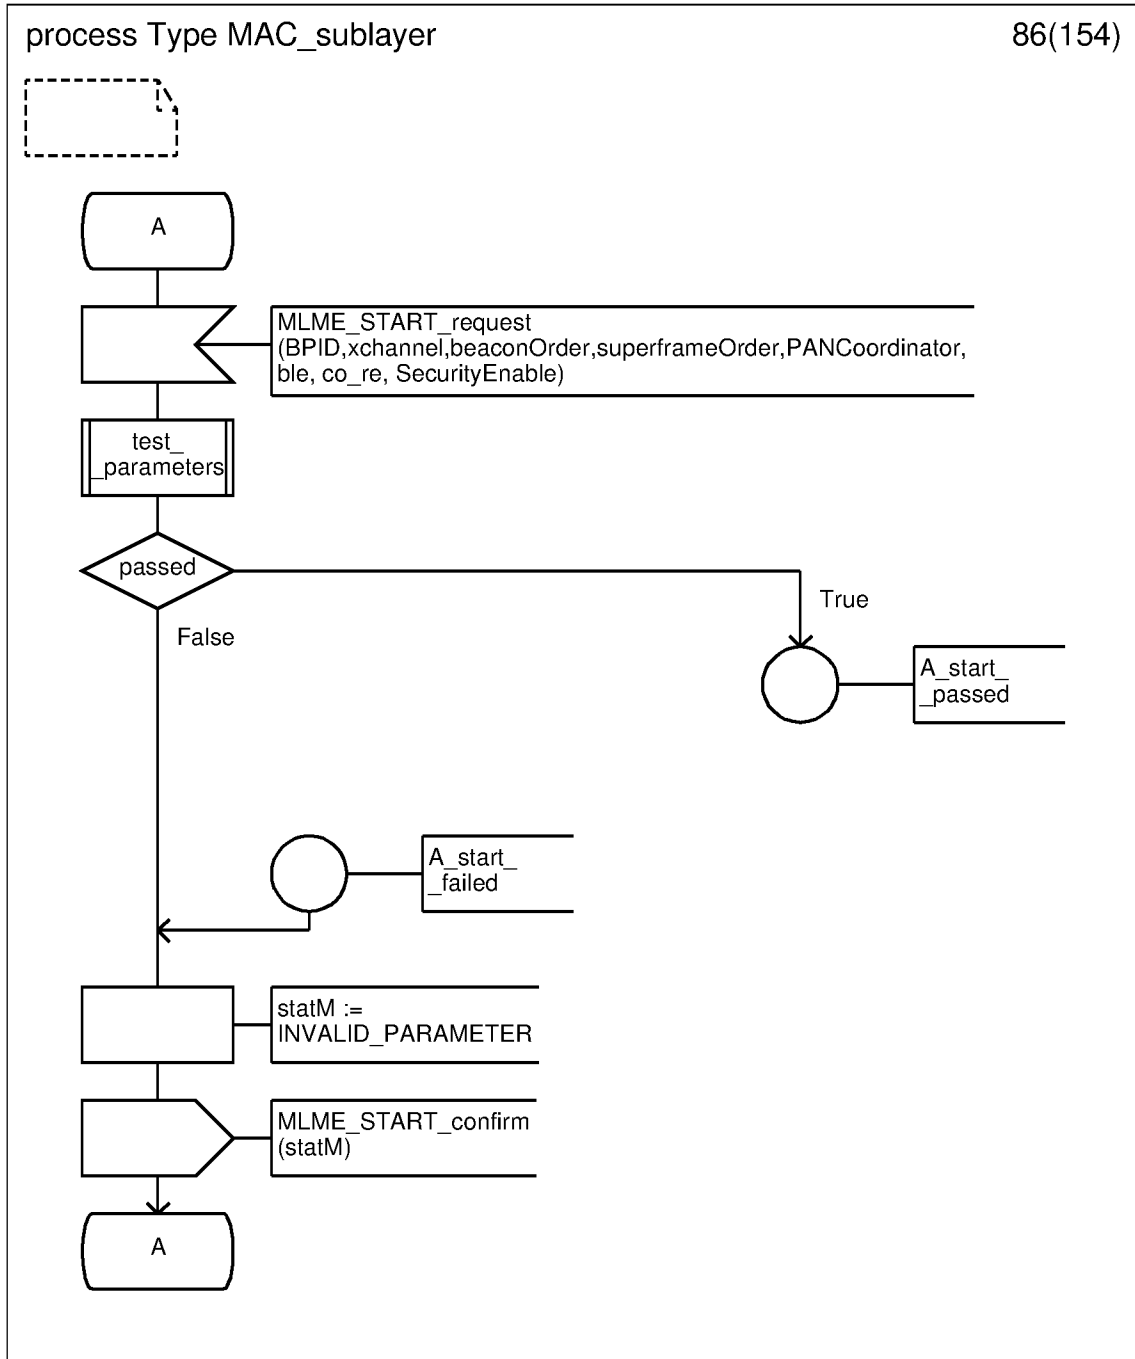 process Type MAC_sublayer
86(154)
A
MLME_START_request
(BPID,xchannel,beaconOrder,superframeOrder,PANCoordinator,
ble, co_re, SecurityEnable)
test_
_parameters
passed
True
False
A_start_
_passed
A_start_
_failed
statM :=
INVALID_PARAMETER
MLME_START_confirm
(statM)
A